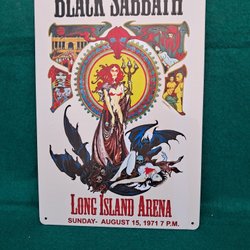 BLACK SABBATH
LONG ISLAND ARENA
SUNDAY- AUGUST 15, 1971 7 P.M.